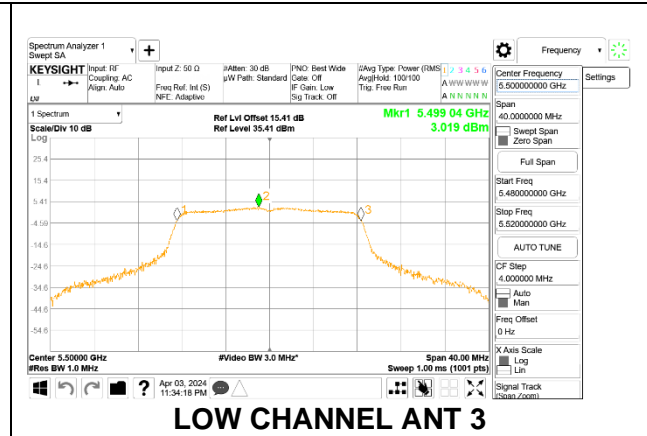 Spectrum Analyzer 1
Swept SA
+
Frequency
KEYSIGHT
Input: RF
Coupling: AC
Align: Auto
Input Z: 50 Ω
Freq Ref: Int (S)
NFE: Adaptive
#Atten: 30 dB
µW Path: Standard
PNO: Best Wide
Gate: Off
IF Gain: Low
Sig Track: Off
#Avg Type: Power (RMS
Avg|Hold: 100/100
Trig: Free Run
1 2 3 4 5 6
A W W W W W
A N N N N N
Settings
Center Frequency
5.500000000 GHz
Span
40.0000000 MHz
Swept Span
Zero Span
Full Span
Start Freq
5.480000000 GHz
Stop Freq
5.520000000 GHz
AUTO TUNE
CF Step
4.000000 MHz
Auto
Man
Freq Offset
0 Hz
X Axis Scale
Log
Lin
Signal Track
(Span Zoom)
1 Spectrum
Scale/Div 10 dB
Log
Ref Lvl Offset 15.41 dB
Ref Level 35.41 dBm
Mkr1 5.499 04 GHz
3.019 dBm
25.4
15.4
5.41
-4.59
-14.6
-24.6
-34.6
-44.6
-54.6
1
2
3
Center 5.50000 GHz
#Res BW 1.0 MHz
#Video BW 3.0 MHz*
Span 40.00 MHz
Sweep 1.00 ms (1001 pts)
?
Apr 03, 2024
11:34:18 PM
LOW CHANNEL ANT 3